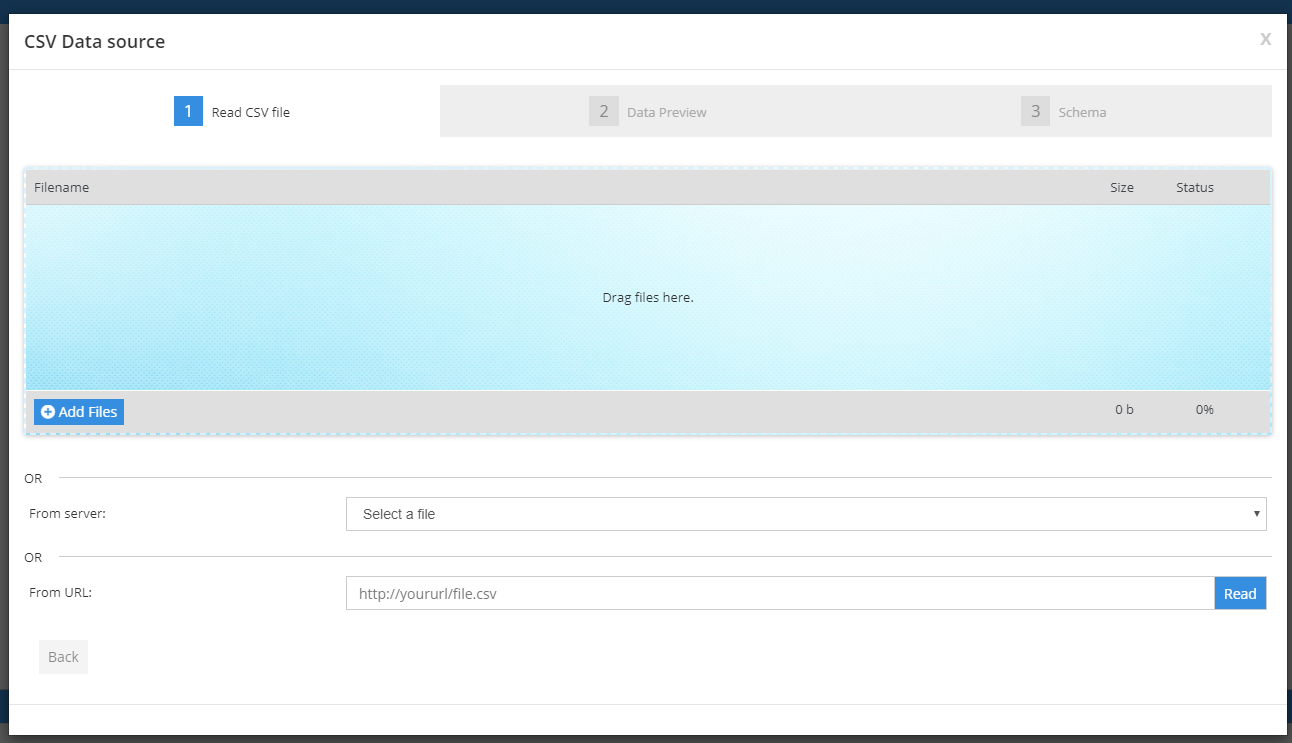 CSV Data source X
1 Read CSV file 2 Data Preview 3 Schema
Filename Size Status
Drag files here.
Add Files 0 b 0%
OR
From server: Select a file
OR
From URL: http://yoururl/file.csv Read
Back